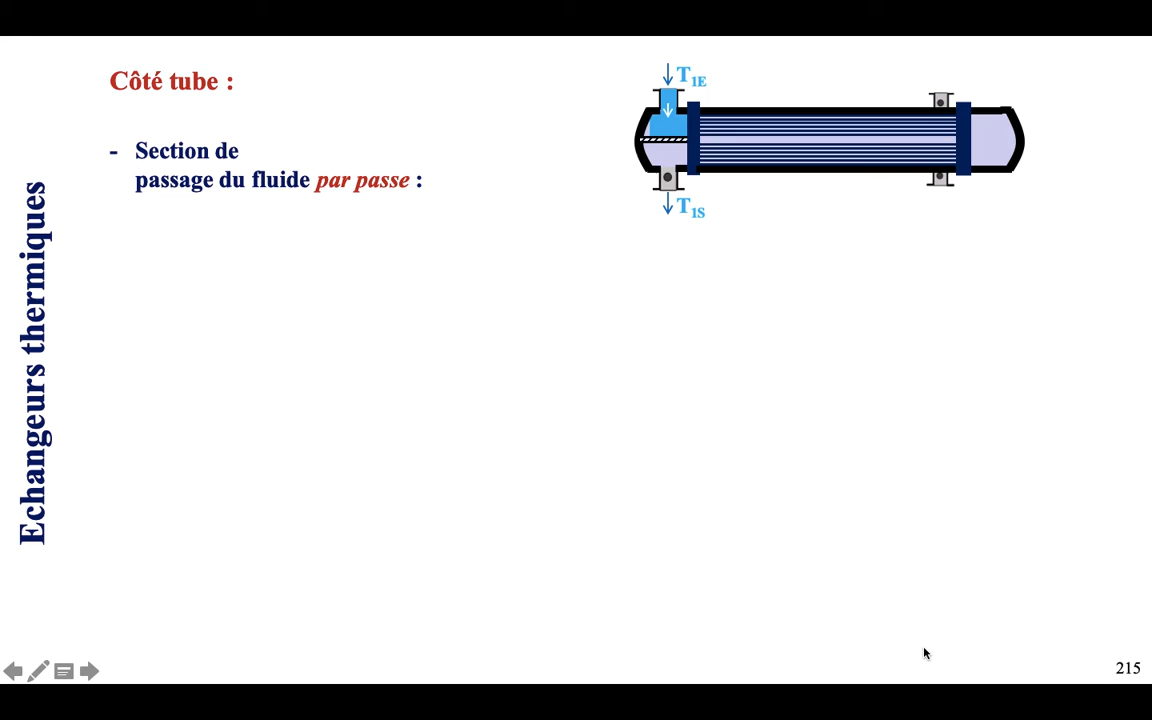 Côté tube :
T1E
- Section de
passage du fluide par passe :
T1S
Echangeurs thermiques
215